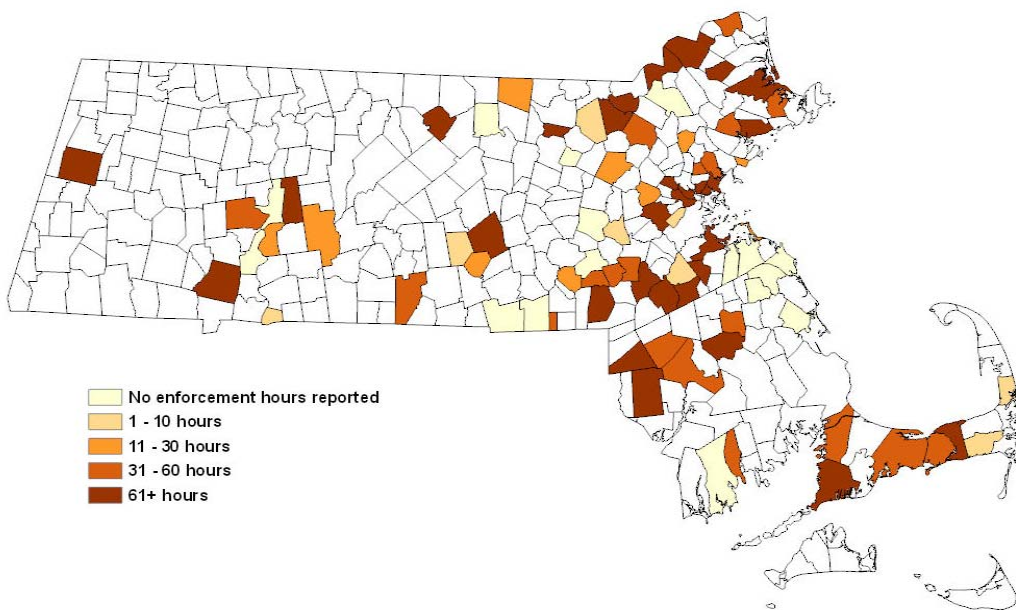 No enforcement hours reported
1 - 10 hours
11 - 30 hours
31 - 60 hours
61+ hours